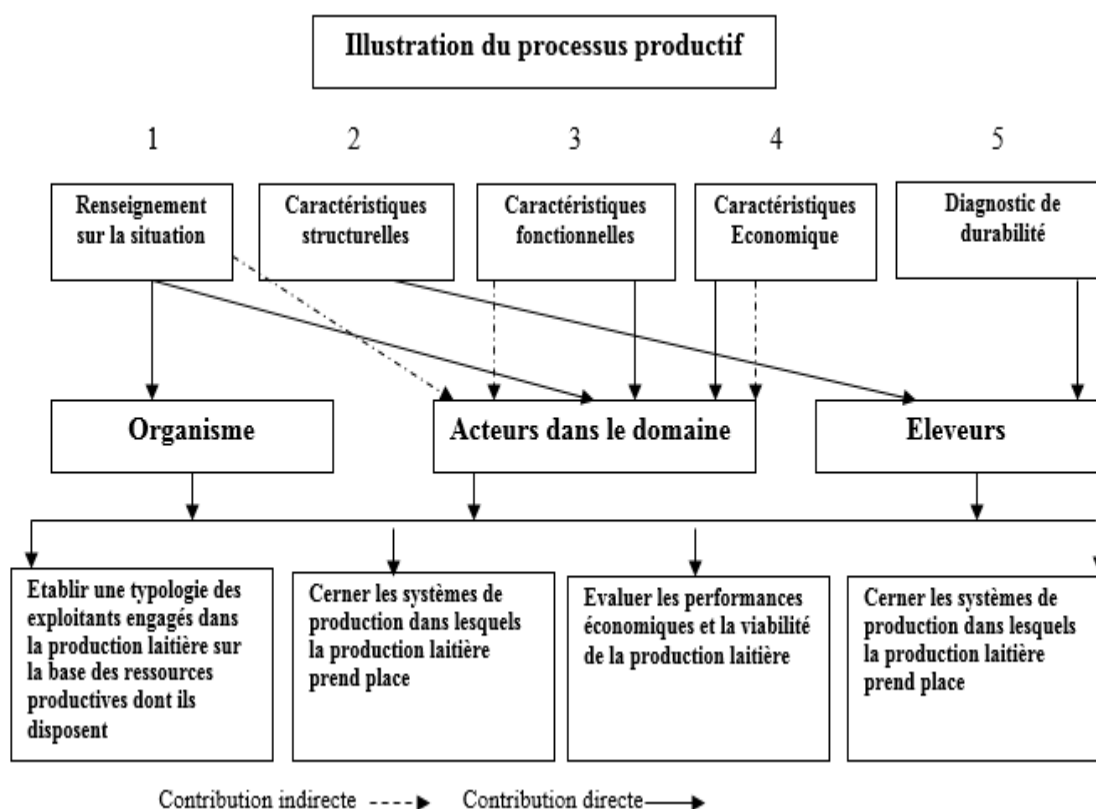 Illustration du processus productif
1
2
3
4
5
Renseignement
sur la situation
Caractéristiques
structurelles
Caractéristiques
fonctionnelles
Caractéristiques
Economique
Diagnostic de
durabilité
Organisme
Acteurs dans le domaine
Eleveurs
Etablir une typologie des
exploitants engagés dans
la production laitière sur
la base des ressources
productives dont ils
disposent
Cerner les systèmes de
production dans lesquels
la production laitière
prend place
Evaluer les performances
économiques et la viabilité
de la production laitière
Cerner les systèmes de
production dans lesquels
la production laitière
prend place
Contribution indirecte
Contribution directe